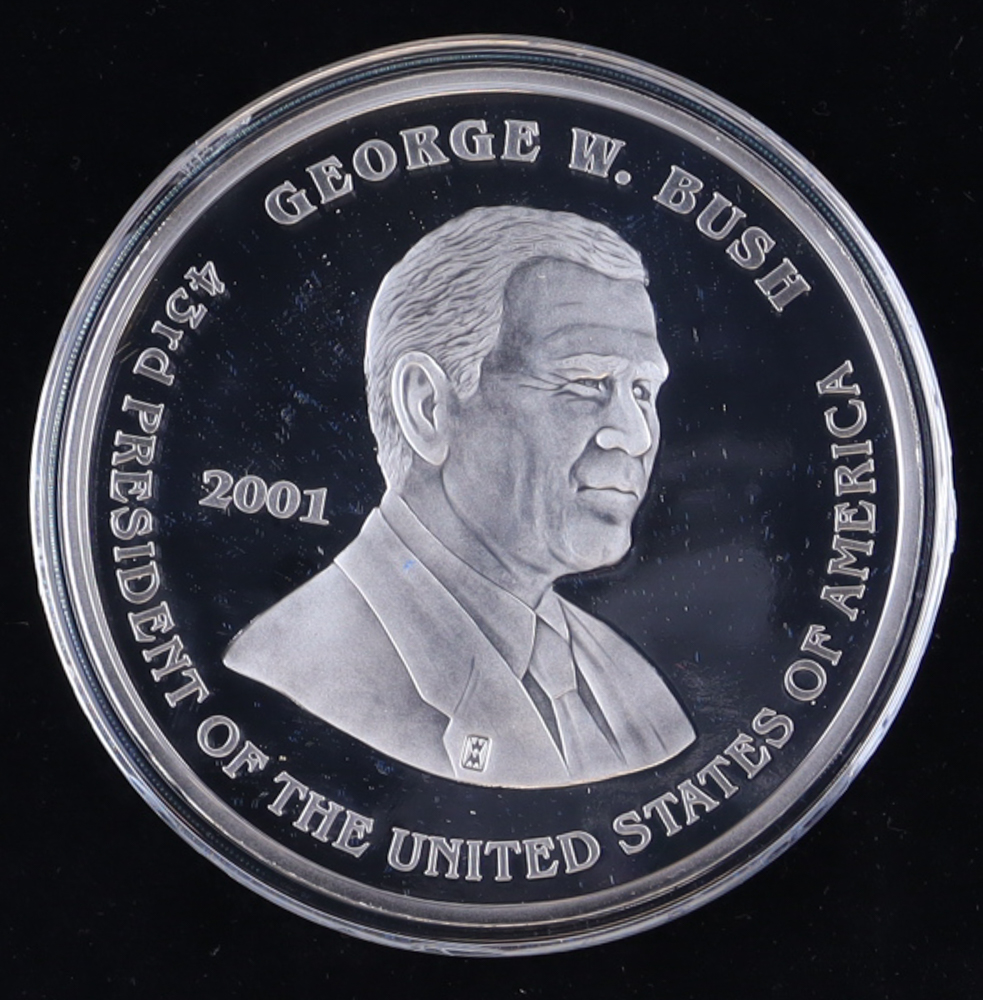 GEORGE W. BUSH
2001
43rd PRESIDENT OF THE UNITED STATES OF AMERICA